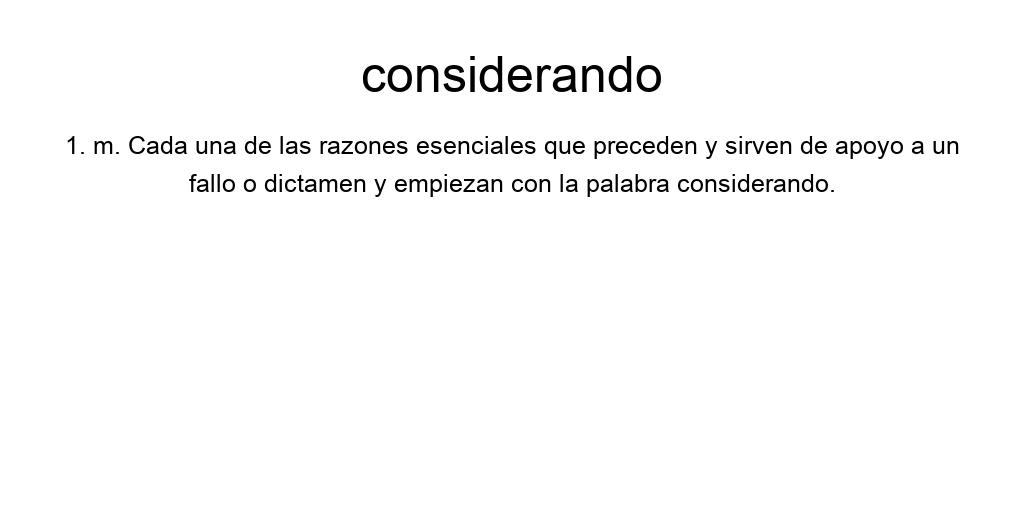 considerando
1. m. Cada una de las razones esenciales que preceden y sirven de apoyo a un
fallo o dictamen y empiezan con la palabra considerando.